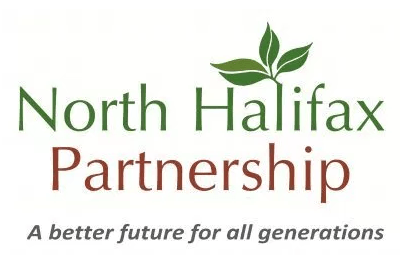 North Halifax
Partnership
A better future for all generations